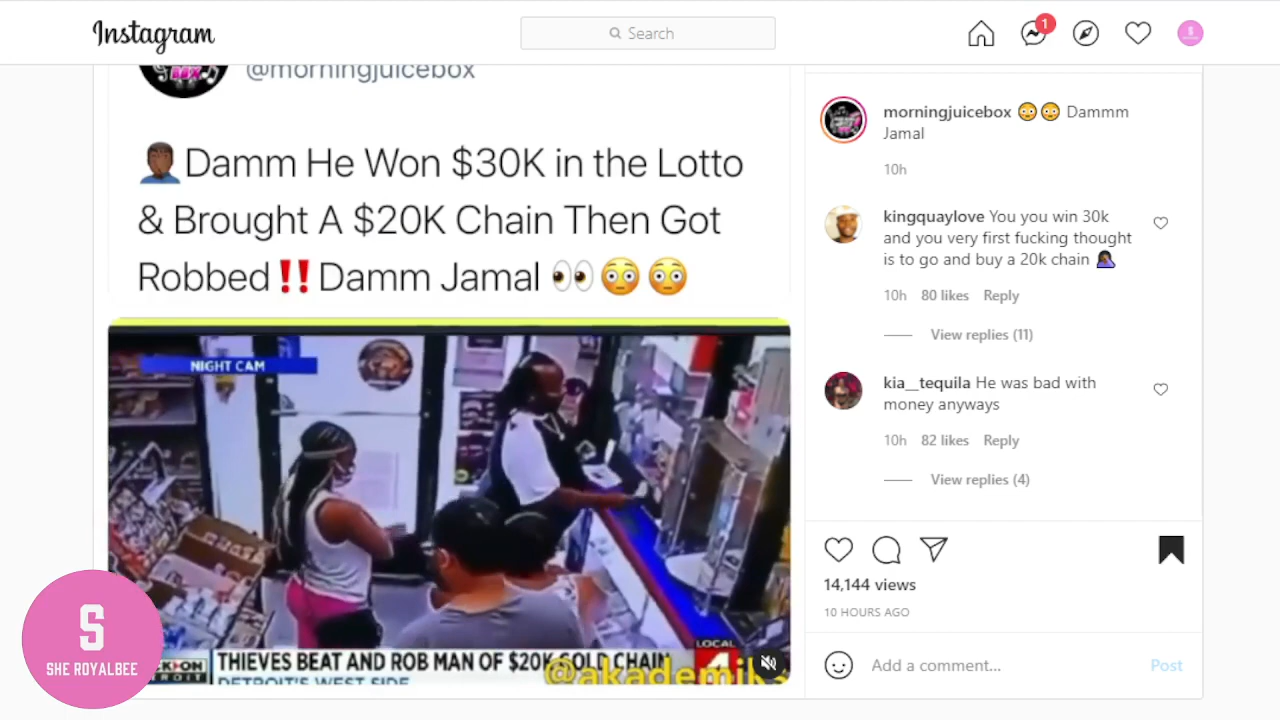 Instagram
Search
1
@morningjuicebox
Damm He Won $30K in the Lotto
& Brought A $20K Chain Then Got
Robbed‼️Damm Jamal 👀😳😳
NIGHT CAM
THIEVES BEAT AND ROB MAN OF $20K GOLD CHAIN
DETROIT'S WEST SIDE
LOCAL
4
@akademiks
S
SHE ROYALBEE
morningjuicebox 😳😳 Dammm
Jamal
10h
kingquaylove You you win 30k
and you very first fucking thought
is to go and buy a 20k chain 🤦🏾‍♀️
10h 80 likes Reply
View replies (11)
kia__tequila He was bad with
money anyways
10h 82 likes Reply
View replies (4)
14,144 views
10 HOURS AGO
Add a comment...
Post